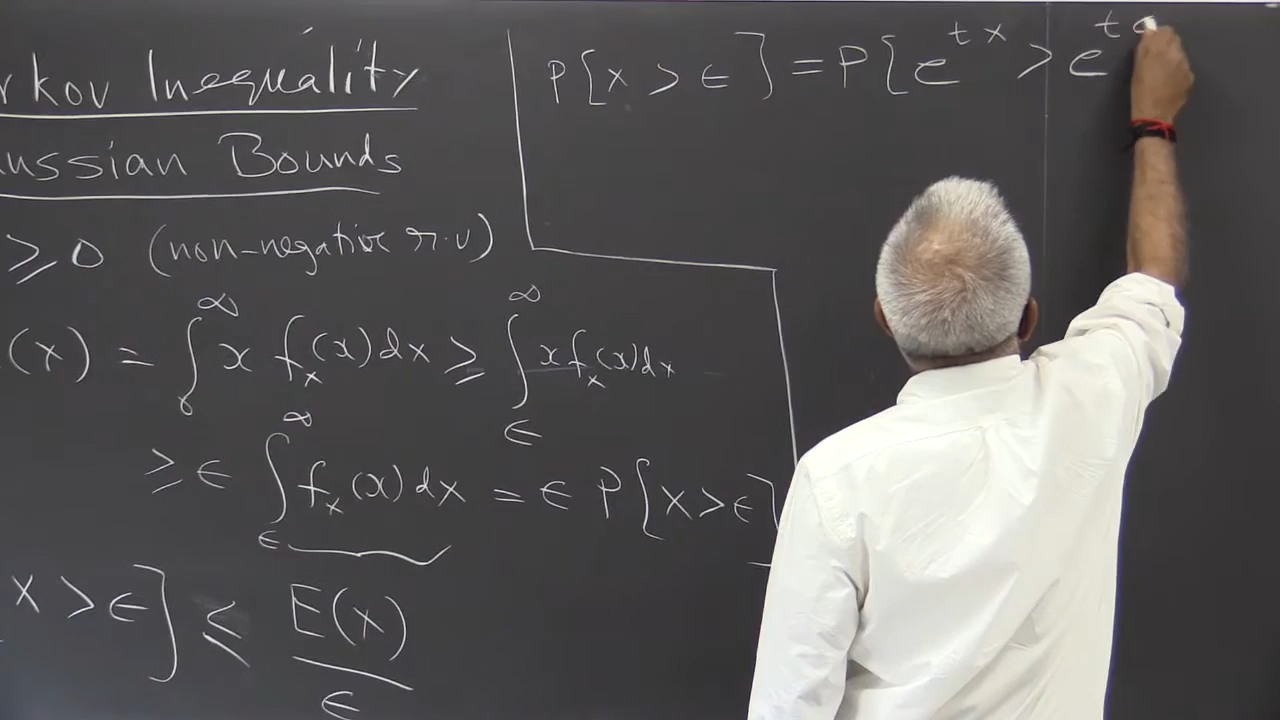 rkov Inequality
ussian Bounds
≥ 0 (non-negative r.v)
(x) = ∫₀^∞ x fₓ(x) dx ≥ ∫_∈^∞ x fₓ(x) dx
≥ ∈ ∫_∈^∞ fₓ(x) dx = ∈ P{X > ∈}
x > ∈] ≤ E(x)/∈
P[x > ∈] = P{e^{tx} > e^{t